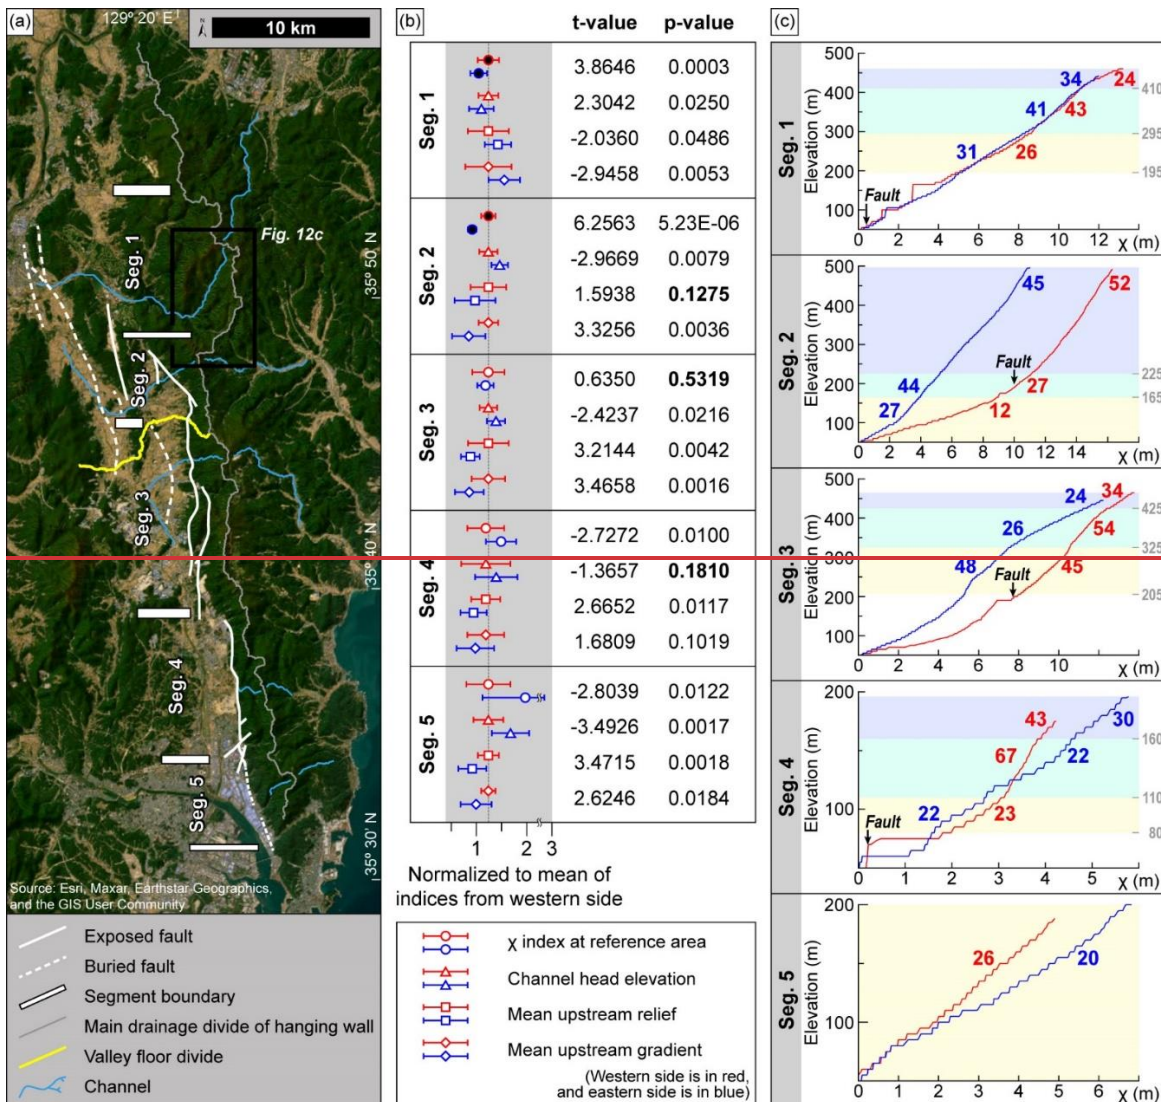 (a)
129° 20' E
N
10 km
Seg. 1
Fig. 12c
35° 50' N
Seg. 2
Seg. 3
35° 40' N
Seg. 4
Seg. 5
35° 30' N
Source: Esri, Maxar, Earthstar Geographics,
and the GIS User Community
Exposed fault
Buried fault
Segment boundary
Main drainage divide of hanging wall
Valley floor divide
Channel
(b)
t-value p-value
Seg. 1
3.8646 0.0003
2.3042 0.0250
-2.0360 0.0486
-2.9458 0.0053
Seg. 2
6.2563 5.23E-06
-2.9669 0.0079
1.5938 0.1275
3.3256 0.0036
Seg. 3
0.6350 0.5319
-2.4237 0.0216
3.2144 0.0042
3.4658 0.0016
Seg. 4
-2.7272 0.0100
-1.3657 0.1810
2.6652 0.0117
1.6809 0.1019
Seg. 5
-2.8039 0.0122
-3.4926 0.0017
3.4715 0.0018
2.6246 0.0184
1 2 3
Normalized to mean of
indices from western side
χ index at reference area
Channel head elevation
Mean upstream relief
Mean upstream gradient
(Western side is in red,
and eastern side is in blue)
(c)
Seg. 1
Elevation (m)
500
400
300
200
100
34 24
41 43
31 26
Fault
410
295
195
0 2 4 6 8 10 12 χ (m)
Seg. 2
Elevation (m)
500
400
300
200
100
45 52
44 27
27 12
Fault
225
165
0 2 4 6 8 10 12 14 χ (m)
Seg. 3
Elevation (m)
500
400
300
200
100
24 34
26 54
48 45
Fault
425
325
205
0 2 4 6 8 10 12 χ (m)
Seg. 4
Elevation (m)
200
100
43 30
67 22
22 23
Fault
160
110
80
0 1 2 3 4 5 χ (m)
Seg. 5
Elevation (m)
200
100
26 20
0 1 2 3 4 5 6 χ (m)